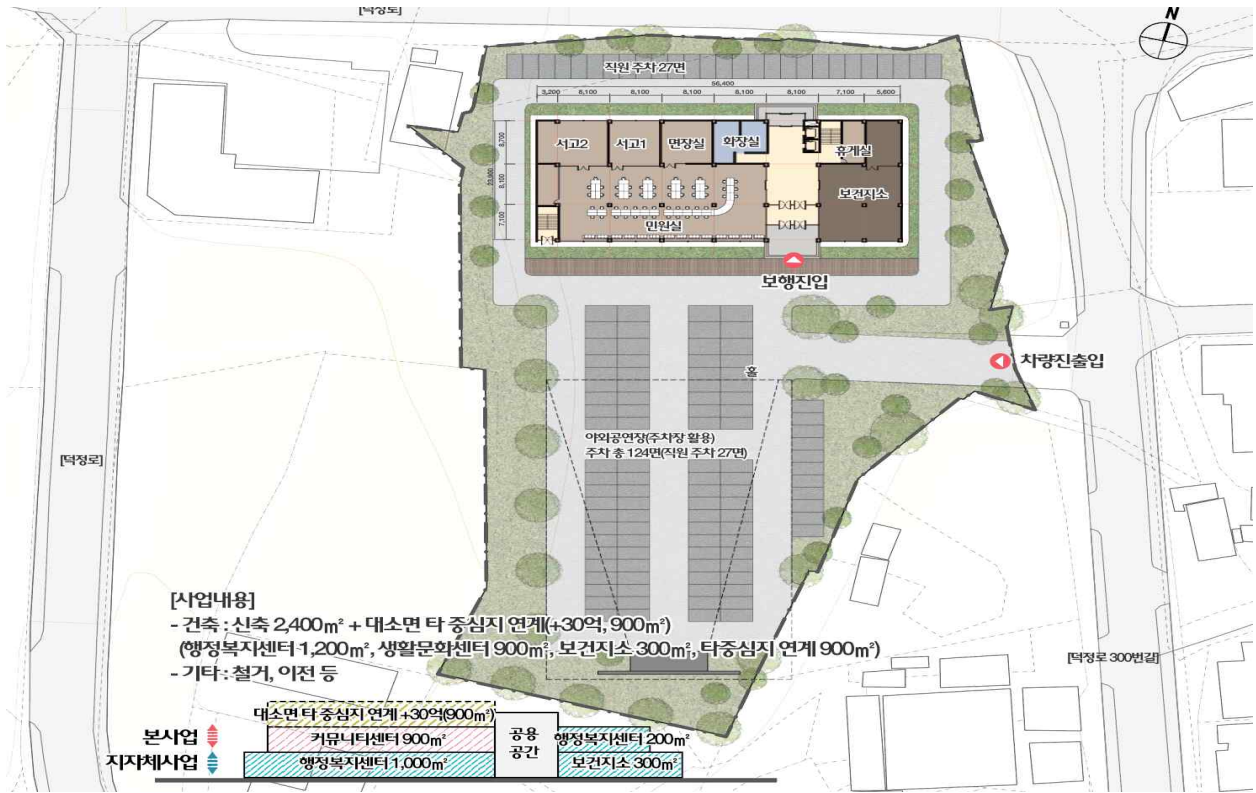 [덕정로]
N
직원 주차 27면
56,400
3,200 8,100 8,100 8,100 8,100 8,100 7,100 5,600
8,700
23,900
8,100
7,100
서고2
서고1
면장실
화장실
휴게실
보건지소
민원실
보행진입
차량진출입
홀
야외공연장(주차장 활용)
주차 총 124면(직원 주차 27면)
[덕정로]
[덕정로 300번길]
[사업내용]
- 건축 : 신축 2,400㎡ + 대소면 타 중심지 연계(+30억, 900㎡)
(행정복지센터 1,200㎡, 생활문화센터 900㎡, 보건지소 300㎡, 타중심지 연계 900㎡)
- 기타 : 철거, 이전 등
대소면 타 중심지 연계 +30억(900㎡)
본사업
커뮤니티센터 900㎡
공용
공간
행정복지센터 200㎡
지자체사업
행정복지센터 1,000㎡
보건지소 300㎡